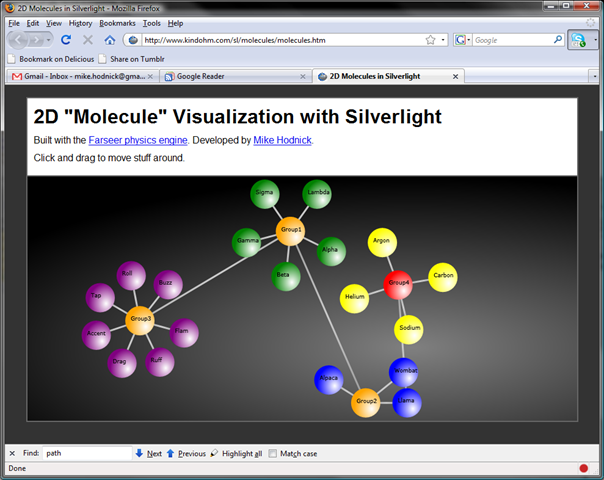 2D Molecules in Silverlight - Mozilla Firefox
File Edit View History Bookmarks Tools Help
http://www.kindohm.com/sl/molecules/molecules.htm
Google
Bookmark on Delicious Share on Tumblr
Gmail - Inbox - mike.hodnick@gma... Google Reader 2D Molecules in Silverlight
2D "Molecule" Visualization with Silverlight
Built with the Farseer physics engine. Developed by Mike Hodnick.
Click and drag to move stuff around.
Sigma Lambda
Group1
Gamma Argon
Alpha
Beta Carbon
Roll Group4
Buzz
Tap Helium
Group3
Accent Flam Sodium
Drag Ruff
Wombat
Alpaca
Group2 Llama
Find: path Next Previous Highlight all Match case
Done